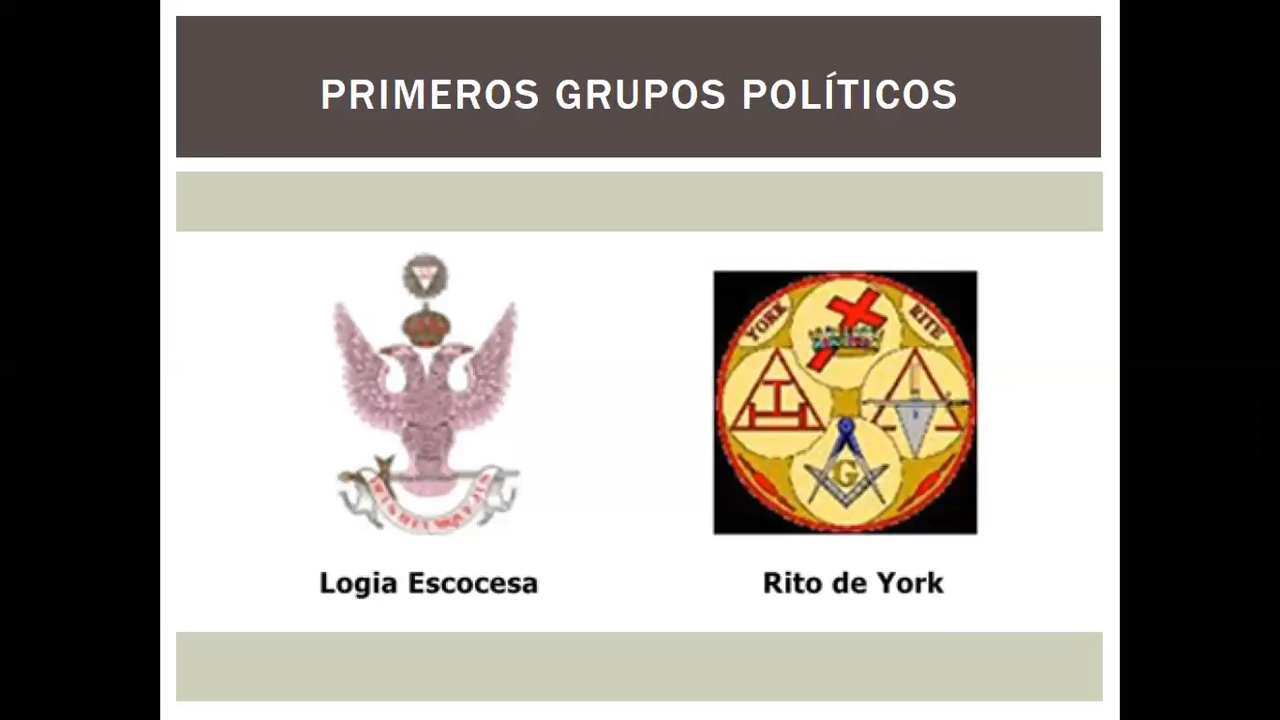 PRIMEROS GRUPOS POLÍTICOS
YORK
RITE
G
Logia Escocesa
Rito de York